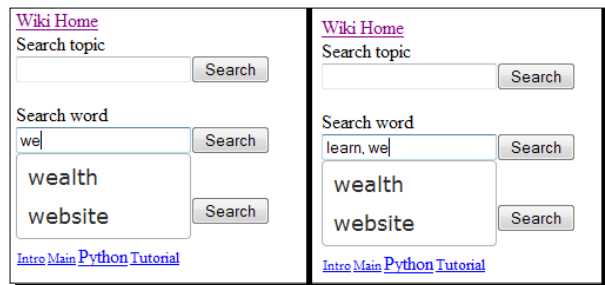 Wiki Home
Search topic
Search
Search word
we
Search
wealth
website
Search
Intro Main Python Tutorial
Wiki Home
Search topic
Search
Search word
learn, we
Search
wealth
website
Search
Intro Main Python Tutorial